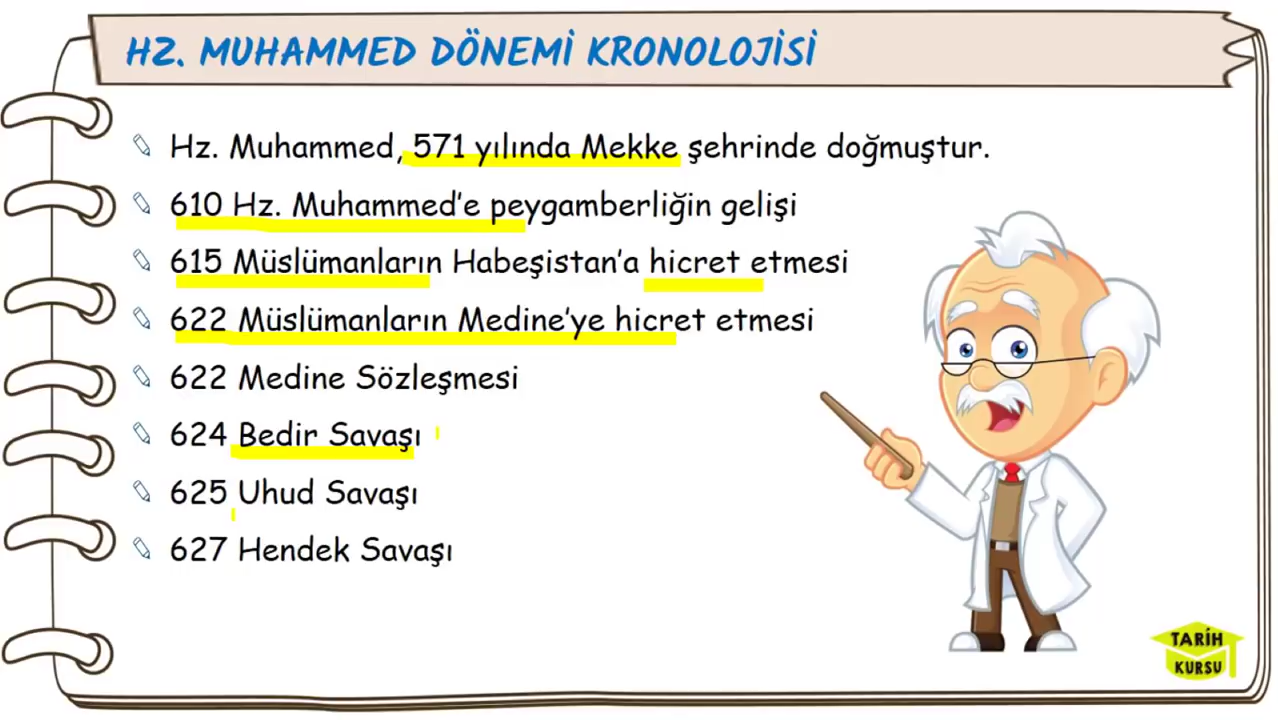 HZ. MUHAMMED DÖNEMİ KRONOLOJİSİ
Hz. Muhammed, 571 yılında Mekke şehrinde doğmuştur.
610 Hz. Muhammed'e peygamberliğin gelişi
615 Müslümanların Habeşistan'a hicret etmesi
622 Müslümanların Medine'ye hicret etmesi
622 Medine Sözleşmesi
624 Bedir Savaşı
625 Uhud Savaşı
627 Hendek Savaşı
TARİH
KURSU